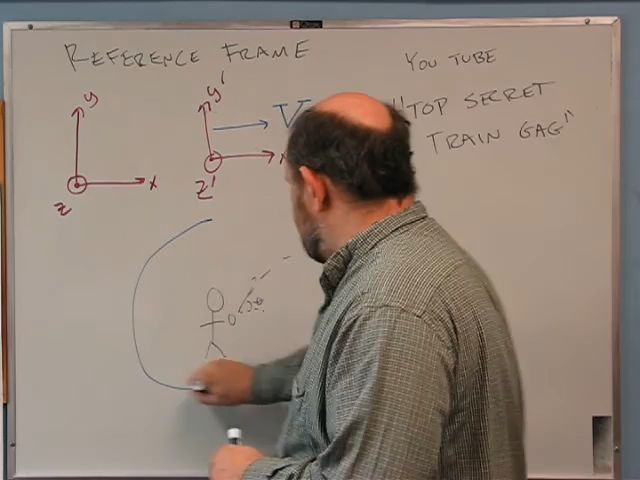 REFERENCE FRAME
YOU TUBE
"TOP SECRET
TRAIN GAG"
y
x
z
y'
V
z'